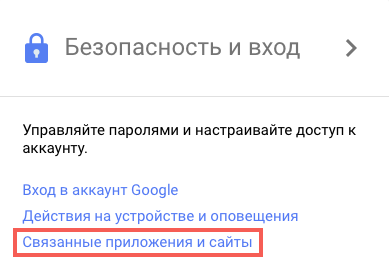 Безопасность и вход
Управляйте паролями и настраивайте доступ к
аккаунту.
Вход в аккаунт Google
Действия на устройстве и оповещения
Связанные приложения и сайты